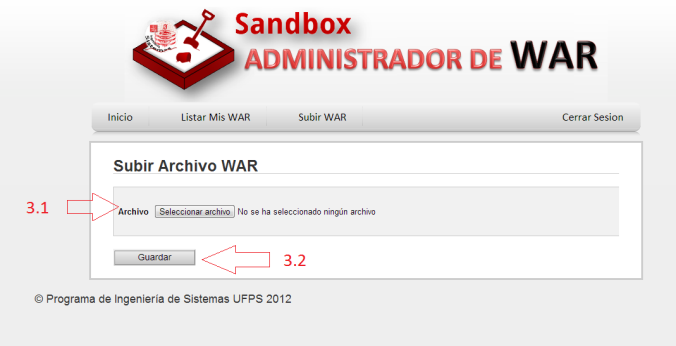 Sandbox
ADMINISTRADOR DE WAR
Inicio Listar Mis WAR Subir WAR Cerrar Sesion
Subir Archivo WAR
3.1 Archivo Seleccionar archivo No se ha seleccionado ningún archivo
Guardar 3.2
© Programa de Ingeniería de Sistemas UFPS 2012